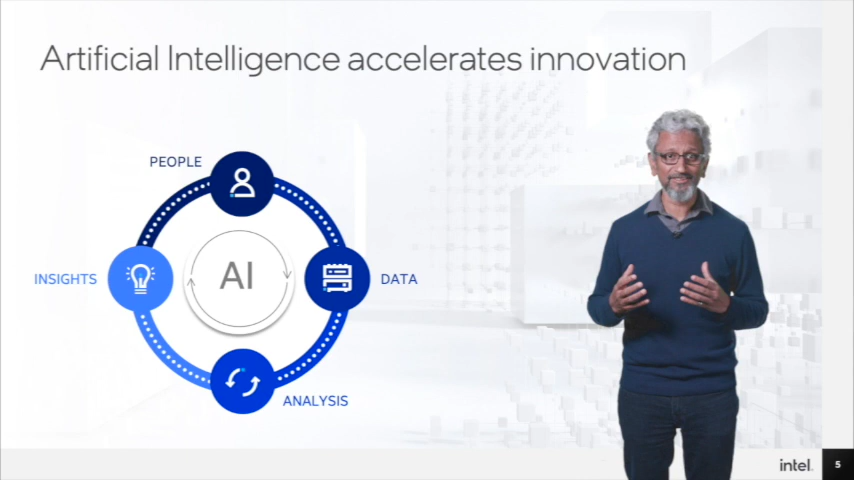 Artificial Intelligence accelerates innovation
PEOPLE
AI
INSIGHTS
DATA
ANALYSIS
intel.
5